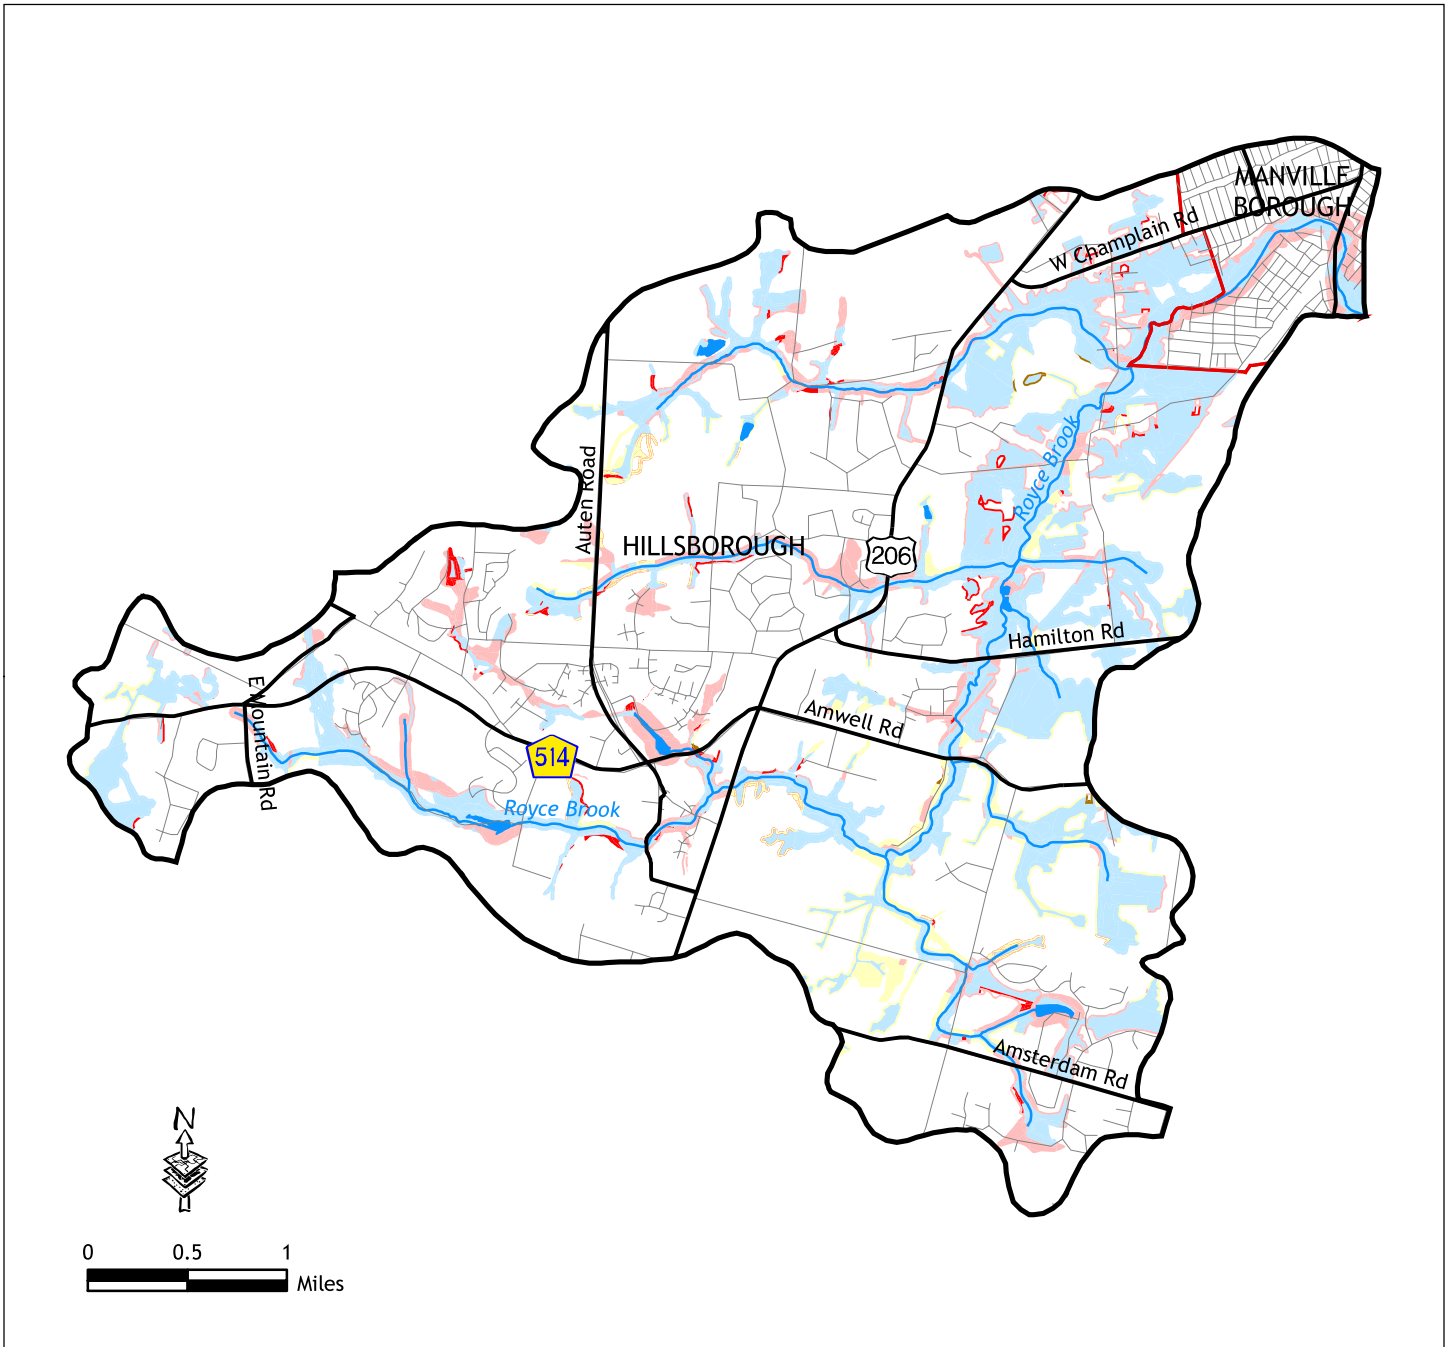 MANVILLE
BOROUGH
W Champlain Rd
Royce Brook
Auten Road
HILLSBOROUGH
206
Hamilton Rd
E Mountain Rd
Amwell Rd
514
Royce Brook
Amsterdam Rd
N
0 0.5 1
Miles